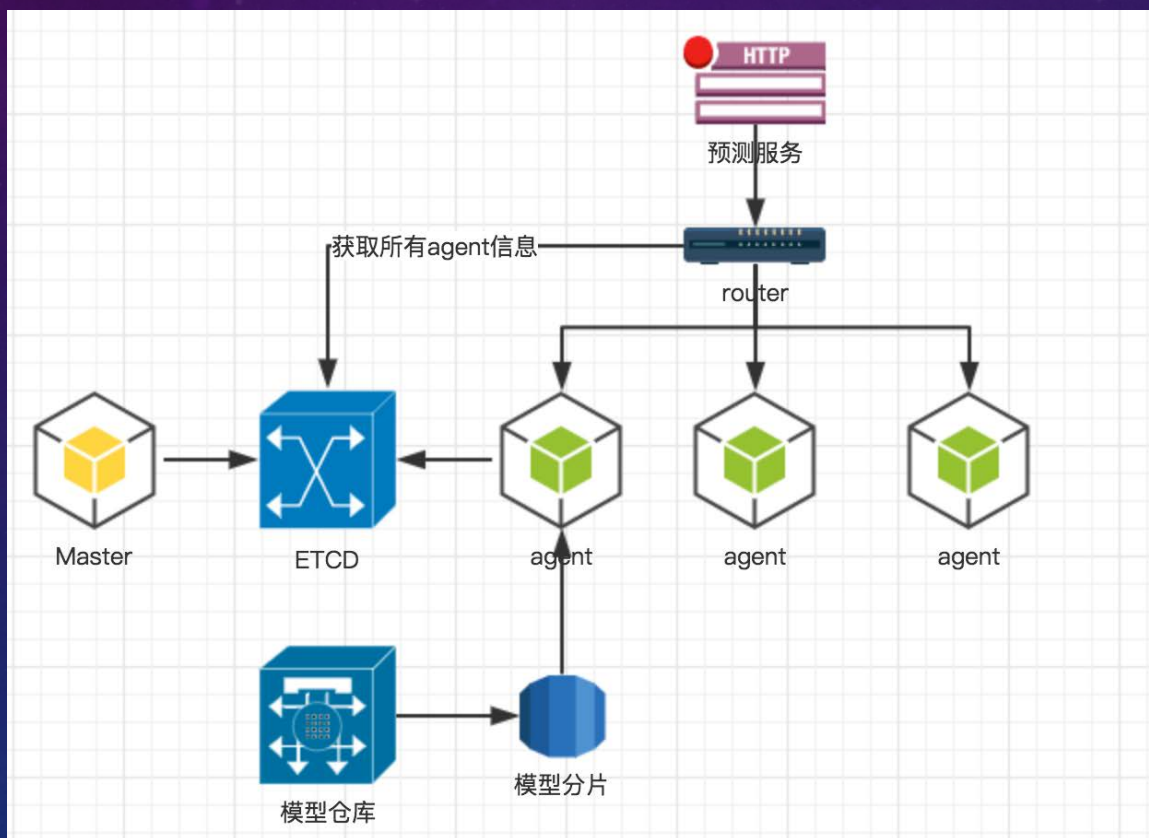 HTTP
预测服务
获取所有agent信息
router
Master
ETCD
agent
agent
agent
模型仓库
模型分片